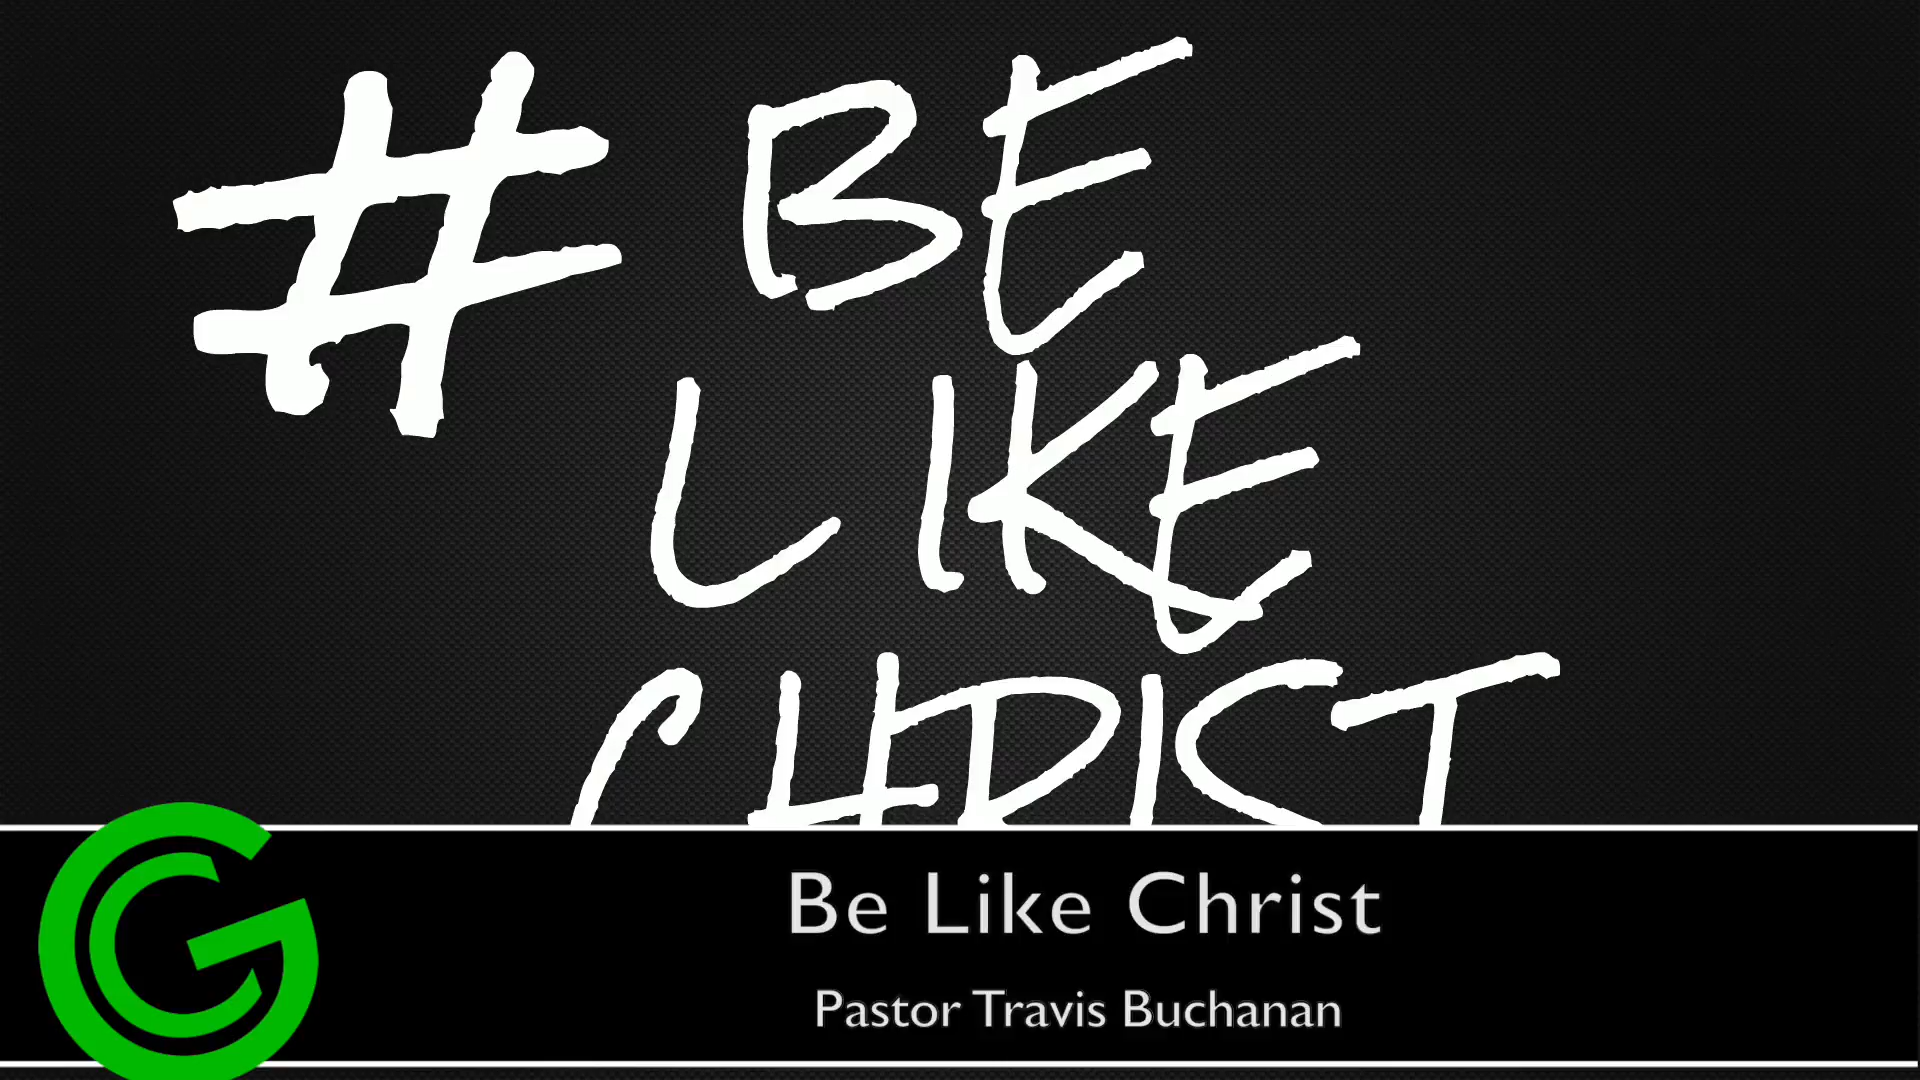 # BE
LIKE
CHRIST
Be Like Christ
Pastor Travis Buchanan